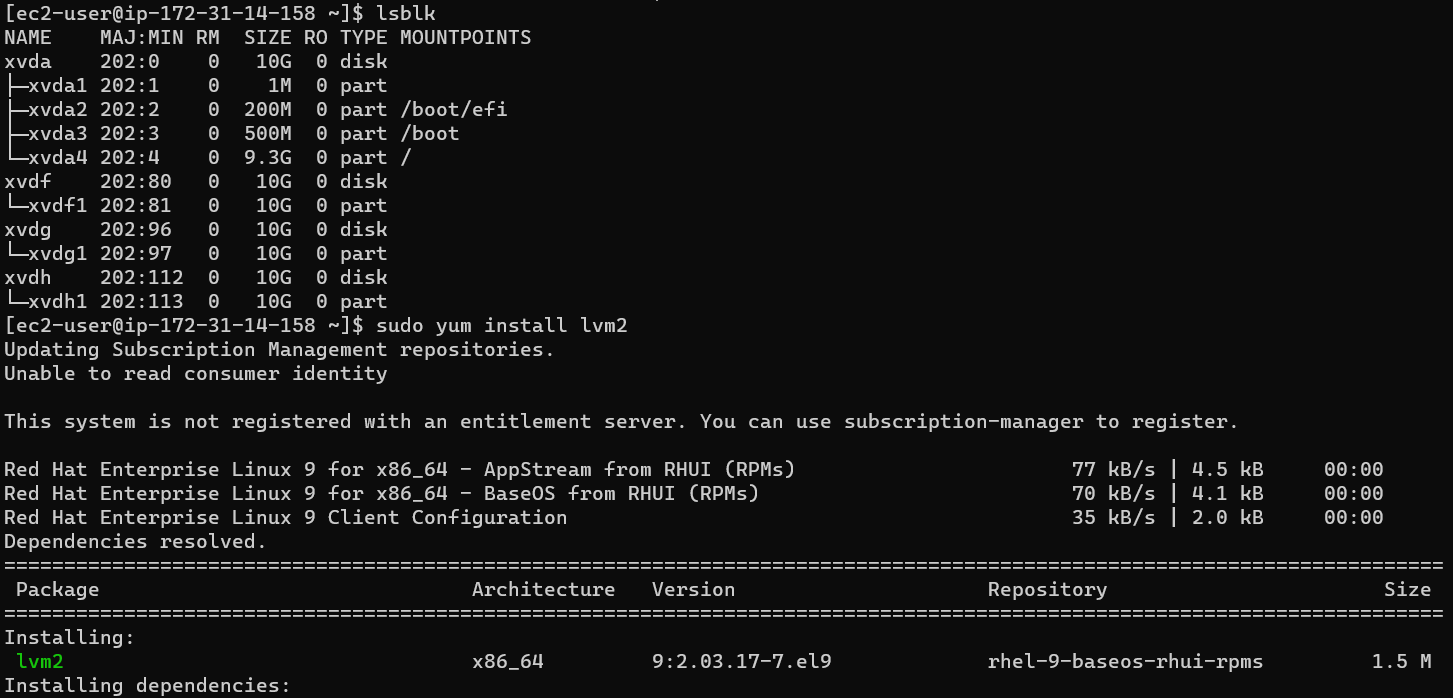 [ec2-user@ip-172-31-14-158 ~]$ lsblk
NAME    MAJ:MIN RM  SIZE RO TYPE MOUNTPOINTS
xvda    202:0    0   10G  0 disk
├─xvda1 202:1    0    1M  0 part
├─xvda2 202:2    0  200M  0 part /boot/efi
├─xvda3 202:3    0  500M  0 part /boot
└─xvda4 202:4    0  9.3G  0 part /
xvdf    202:80   0   10G  0 disk
└─xvdf1 202:81   0   10G  0 part
xvdg    202:96   0   10G  0 disk
└─xvdg1 202:97   0   10G  0 part
xvdh    202:112  0   10G  0 disk
└─xvdh1 202:113  0   10G  0 part
[ec2-user@ip-172-31-14-158 ~]$ sudo yum install lvm2
Updating Subscription Management repositories.
Unable to read consumer identity

This system is not registered with an entitlement server. You can use subscription-manager to register.

Red Hat Enterprise Linux 9 for x86_64 - AppStream from RHUI (RPMs)                       77 kB/s | 4.5 kB     00:00
Red Hat Enterprise Linux 9 for x86_64 - BaseOS from RHUI (RPMs)                          70 kB/s | 4.1 kB     00:00
Red Hat Enterprise Linux 9 Client Configuration                                          35 kB/s | 2.0 kB     00:00
Dependencies resolved.
========================================================================================================================
 Package                               Architecture   Version                     Repository                       Size
========================================================================================================================
Installing:
 lvm2                                  x86_64         9:2.03.17-7.el9             rhel-9-baseos-rhui-rpms         1.5 M
Installing dependencies: